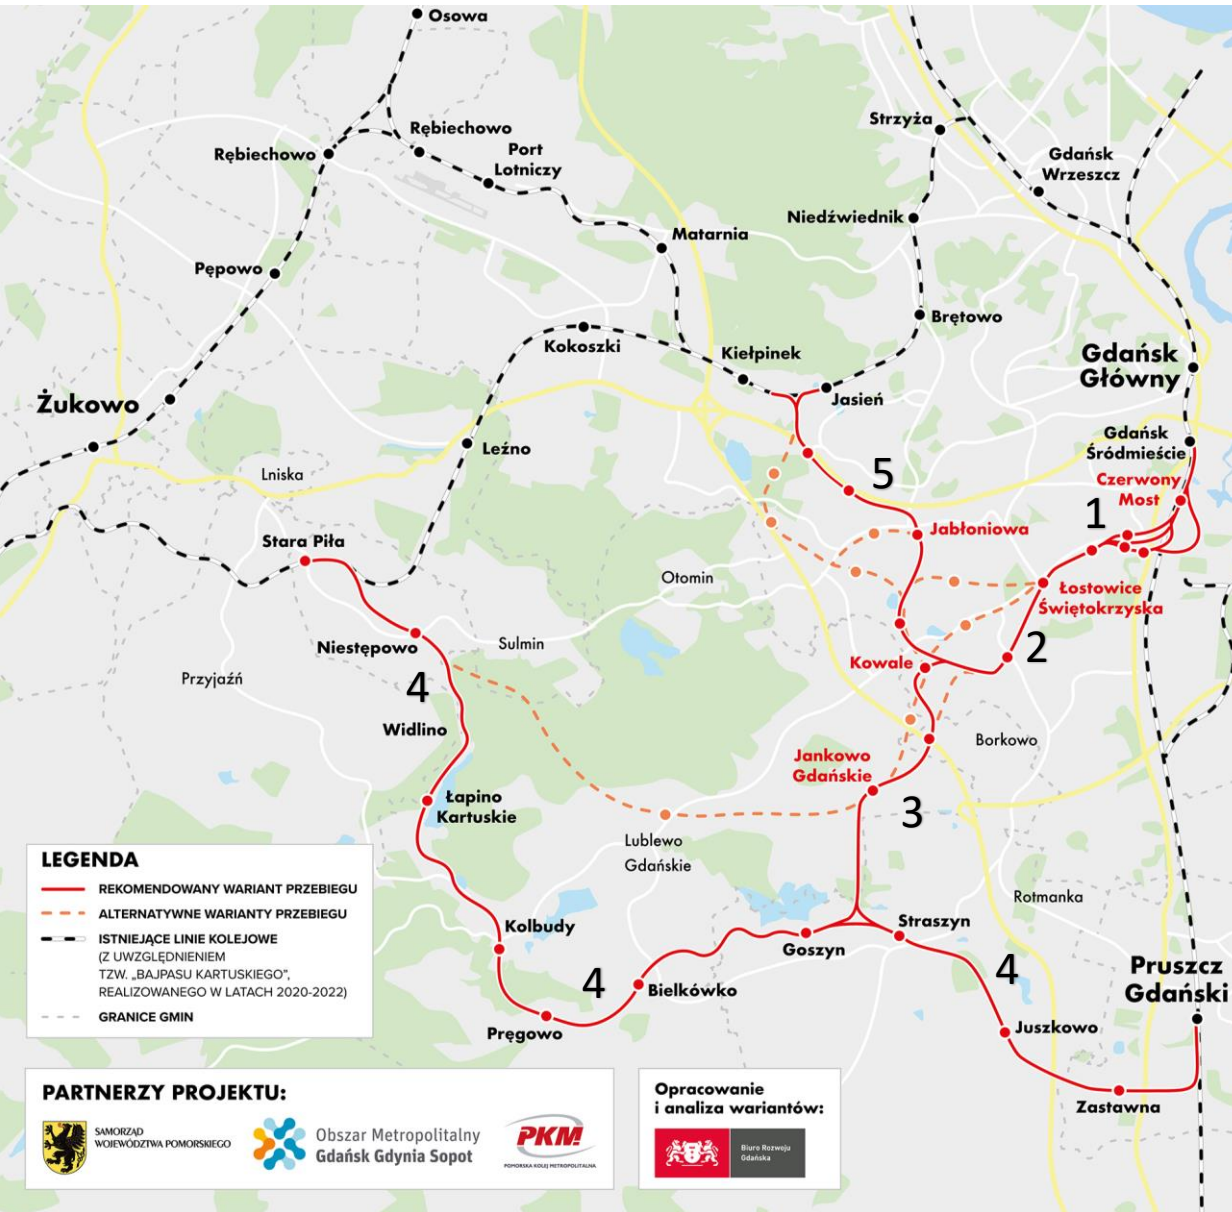 Osowa
Strzyża
Rębiechowo
Rębiechowo
Port
Lotniczy
Gdańsk
Wrzeszcz
Niedźwiednik
Matarnia
Pępowo
Brętowo
Kokoszki
Kiełpinek
Gdańsk
Główny
Żukowo
Jasień
Leźno
Gdańsk
Śródmieście
Lniska
5
Czerwony
Most
1
Jabłoniowa
Stara Piła
Otomin
Łostowice
Świętokrzyska
Niestępowo
Sulmin
2
Kowale
Przyjaźń
4
Widlino
Borkowo
Jankowo
Gdańskie
Łapino
Kartuskie
3
Lublewo
Gdańskie
LEGENDA
REKOMENDOWANY WARIANT PRZEBIEGU
ALTERNATYWNE WARIANTY PRZEBIEGU
ISTNIEJĄCE LINIE KOLEJOWE
(Z UWZGLĘDNIENIEM
TZW. „BAJPASU KARTUSKIEGO”,
REALIZOWANEGO W LATACH 2020-2022)
GRANICE GMIN
Rotmanka
Kolbudy
Straszyn
Goszyn
4
4
Bielkówko
Pruszcz
Gdański
Pręgowo
Juszkowo
Zastawna
PARTNERZY PROJEKTU:
SAMORZĄD
WOJEWÓDZTWA POMORSKIEGO
Obszar Metropolitalny
Gdańsk Gdynia Sopot
PKM
POMORSKA KOLEJ METROPOLITALNA
Opracowanie
i analiza wariantów:
Biuro Rozwoju
Gdańska